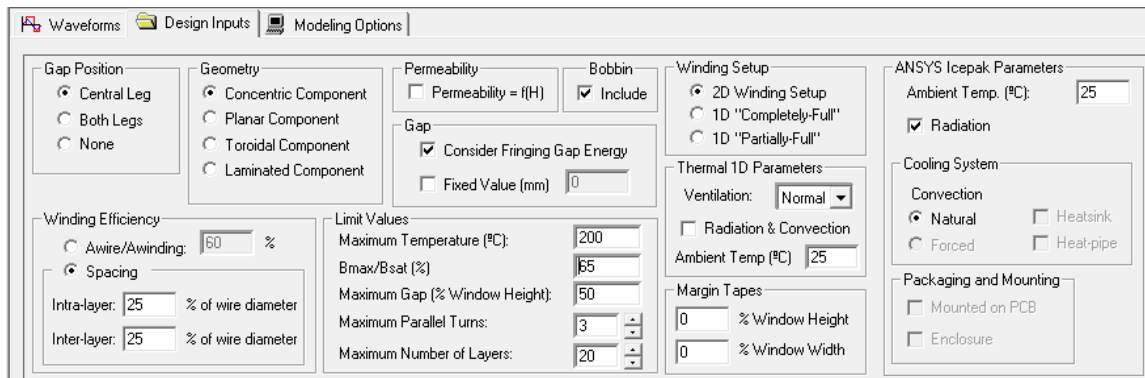 Waveforms
Design Inputs
Modeling Options
Gap Position
Central Leg
Both Legs
None
Geometry
Concentric Component
Planar Component
Toroidal Component
Laminated Component
Permeability
Permeability = f(H)
Bobbin
Include
Gap
Consider Fringing Gap Energy
Fixed Value (mm) 0
Winding Setup
2D Winding Setup
1D "Completely-Full"
1D "Partially-Full"
Thermal 1D Parameters
Ventilation: Normal
Radiation & Convection
Ambient Temp (ºC) 25
ANSYS Icepak Parameters
Ambient Temp. (ºC): 25
Radiation
Cooling System
Convection
Natural
Forced
Heatsink
Heat-pipe
Winding Efficiency
Awire/Awinding: 60 %
Spacing
Intra-layer: 25 % of wire diameter
Inter-layer: 25 % of wire diameter
Limit Values
Maximum Temperature (ºC): 200
Bmax/Bsat (%) 65
Maximum Gap (% Window Height): 50
Maximum Parallel Turns: 3
Maximum Number of Layers: 20
Margin Tapes
0 % Window Height
0 % Window Width
Packaging and Mounting
Mounted on PCB
Enclosure